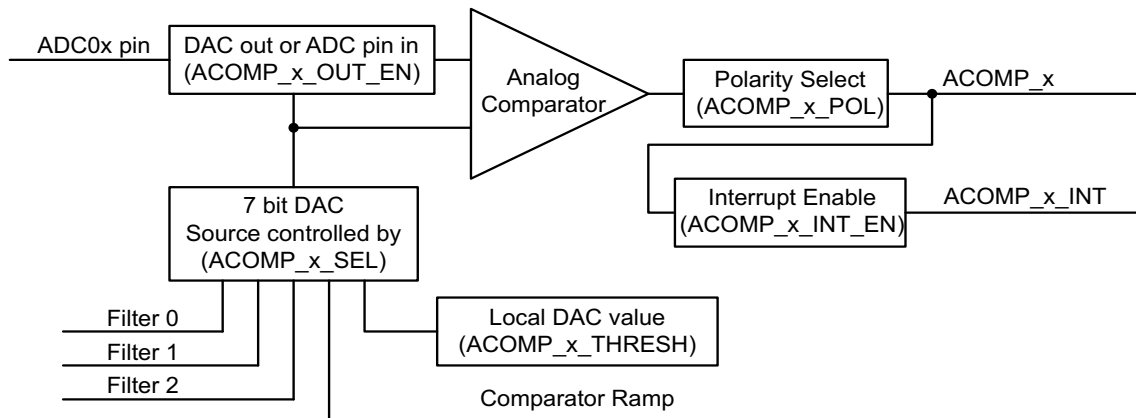 ADC0x pin
DAC out or ADC pin in
(ACOMP_x_OUT_EN)
Analog
Comparator
Polarity Select
(ACOMP_x_POL)
ACOMP_x
Interrupt Enable
(ACOMP_x_INT_EN)
ACOMP_x_INT
7 bit DAC
Source controlled by
(ACOMP_x_SEL)
Filter 0
Filter 1
Filter 2
Local DAC value
(ACOMP_x_THRESH)
Comparator Ramp